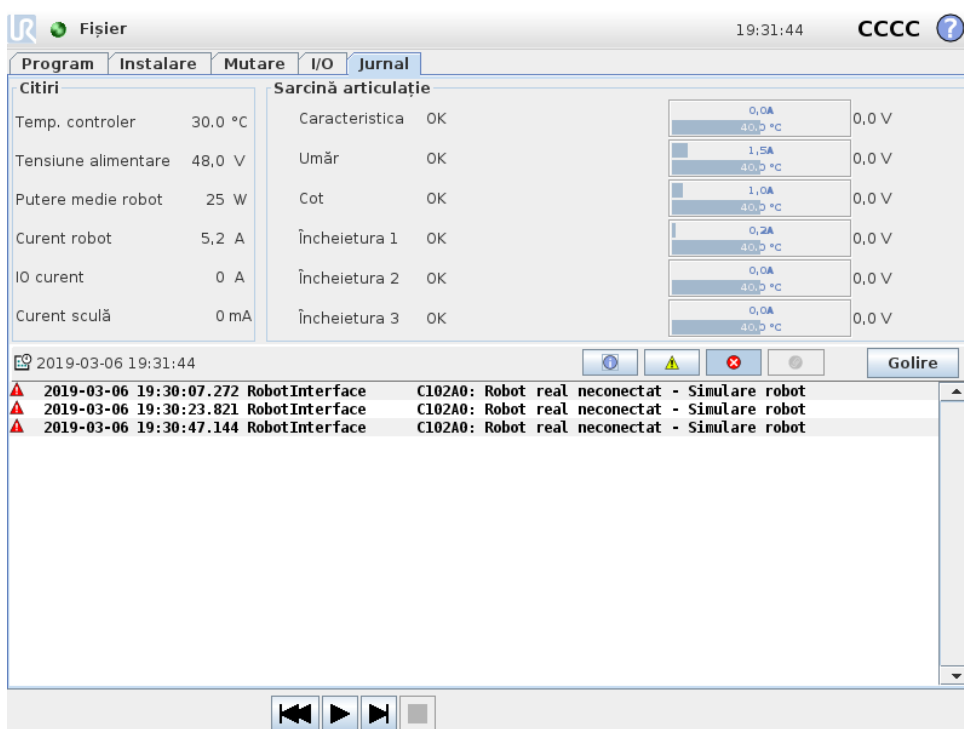 UR Fișier 19:31:44 CCCC ?
Program Instalare Mutare I/O Jurnal
Citiri
Temp. controler 30.0 °C
Tensiune alimentare 48,0 V
Putere medie robot 25 W
Curent robot 5,2 A
IO curent 0 A
Curent sculă 0 mA
Sarcină articulație
Caracteristica OK 0,0A 40.0 °C 0,0 V
Umăr OK 1,5A 40.0 °C 0,0 V
Cot OK 1,0A 40.0 °C 0,0 V
Încheietura 1 OK 0,2A 40.0 °C 0,0 V
Încheietura 2 OK 0,0A 40.0 °C 0,0 V
Încheietura 3 OK 0,0A 40.0 °C 0,0 V
2019-03-06 19:31:44 Golire
2019-03-06 19:30:07.272 RobotInterface C102A0: Robot real neconectat - Simulare robot
2019-03-06 19:30:23.821 RobotInterface C102A0: Robot real neconectat - Simulare robot
2019-03-06 19:30:47.144 RobotInterface C102A0: Robot real neconectat - Simulare robot